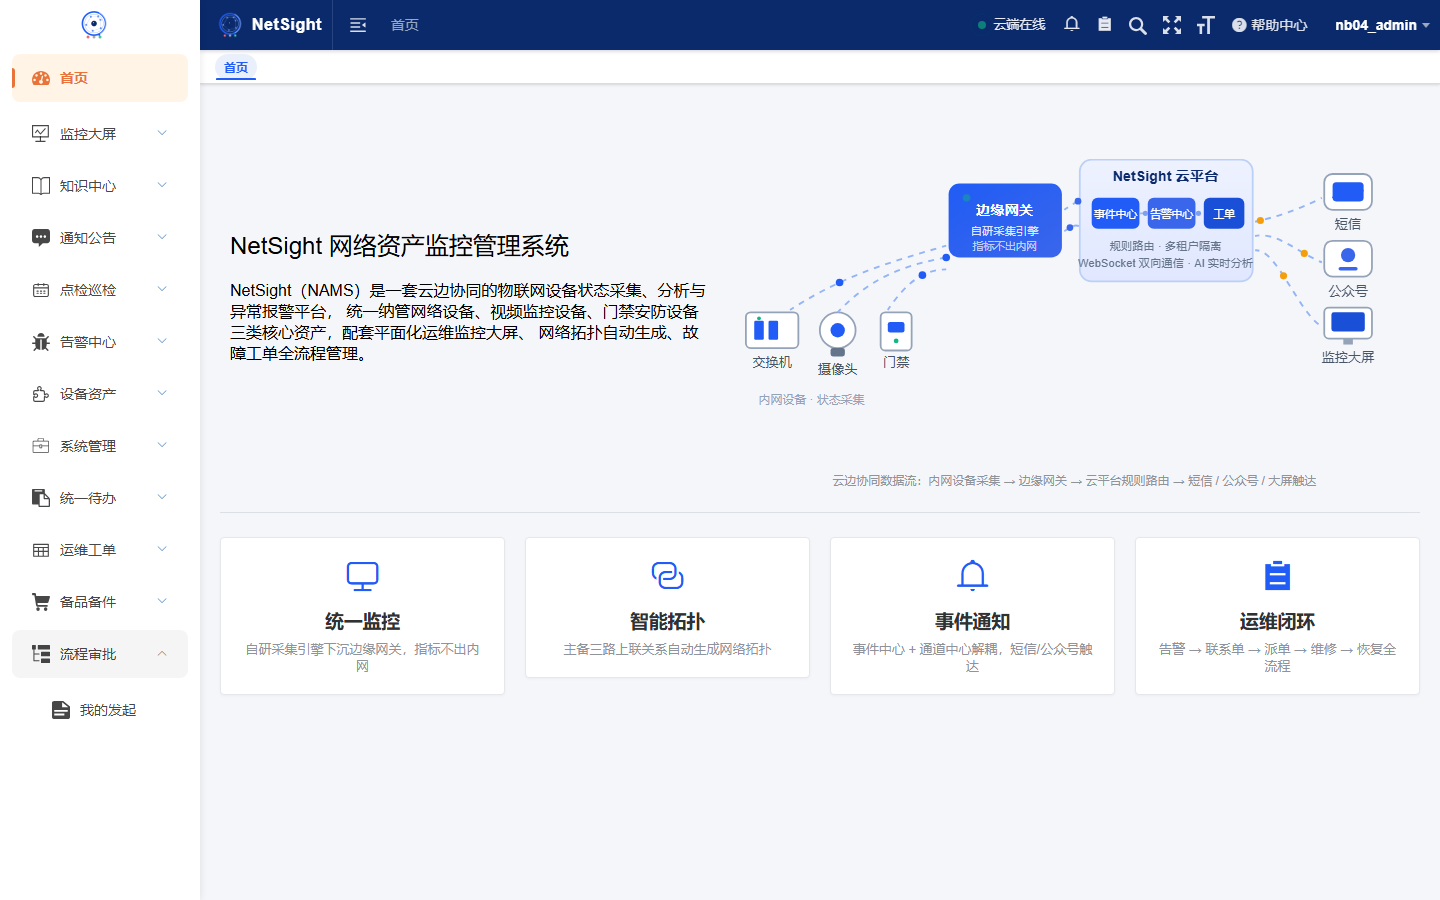 NetSight
首页
云端在线
帮助中心
nb04_admin
首页
首页
监控大屏
知识中心
通知公告
点检巡检
告警中心
设备资产
系统管理
统一待办
运维工单
备品备件
流程审批
我的发起
NetSight 网络资产监控管理系统
NetSight（NAMS）是一套云边协同的物联网设备状态采集、分析与
异常报警平台， 统一纳管网络设备、视频监控设备、门禁安防设备
三类核心资产，配套平面化运维监控大屏、 网络拓扑自动生成、故
障工单全流程管理。
边缘网关
自研采集引擎
指标不出内网
NetSight 云平台
事件中心
告警中心
工单
规则路由 · 多租户隔离
WebSocket 双向通信 · AI 实时分析
短信
公众号
监控大屏
交换机
摄像头
门禁
内网设备 · 状态采集
云边协同数据流：内网设备采集 → 边缘网关 → 云平台规则路由 → 短信 / 公众号 / 大屏触达
统一监控
自研采集引擎下沉边缘网关，指标不出内
网
智能拓扑
主备三路上联关系自动生成网络拓扑
事件通知
事件中心 + 通道中心解耦，短信/公众号触
达
运维闭环
告警 → 联系单 → 派单 → 维修 → 恢复全
流程